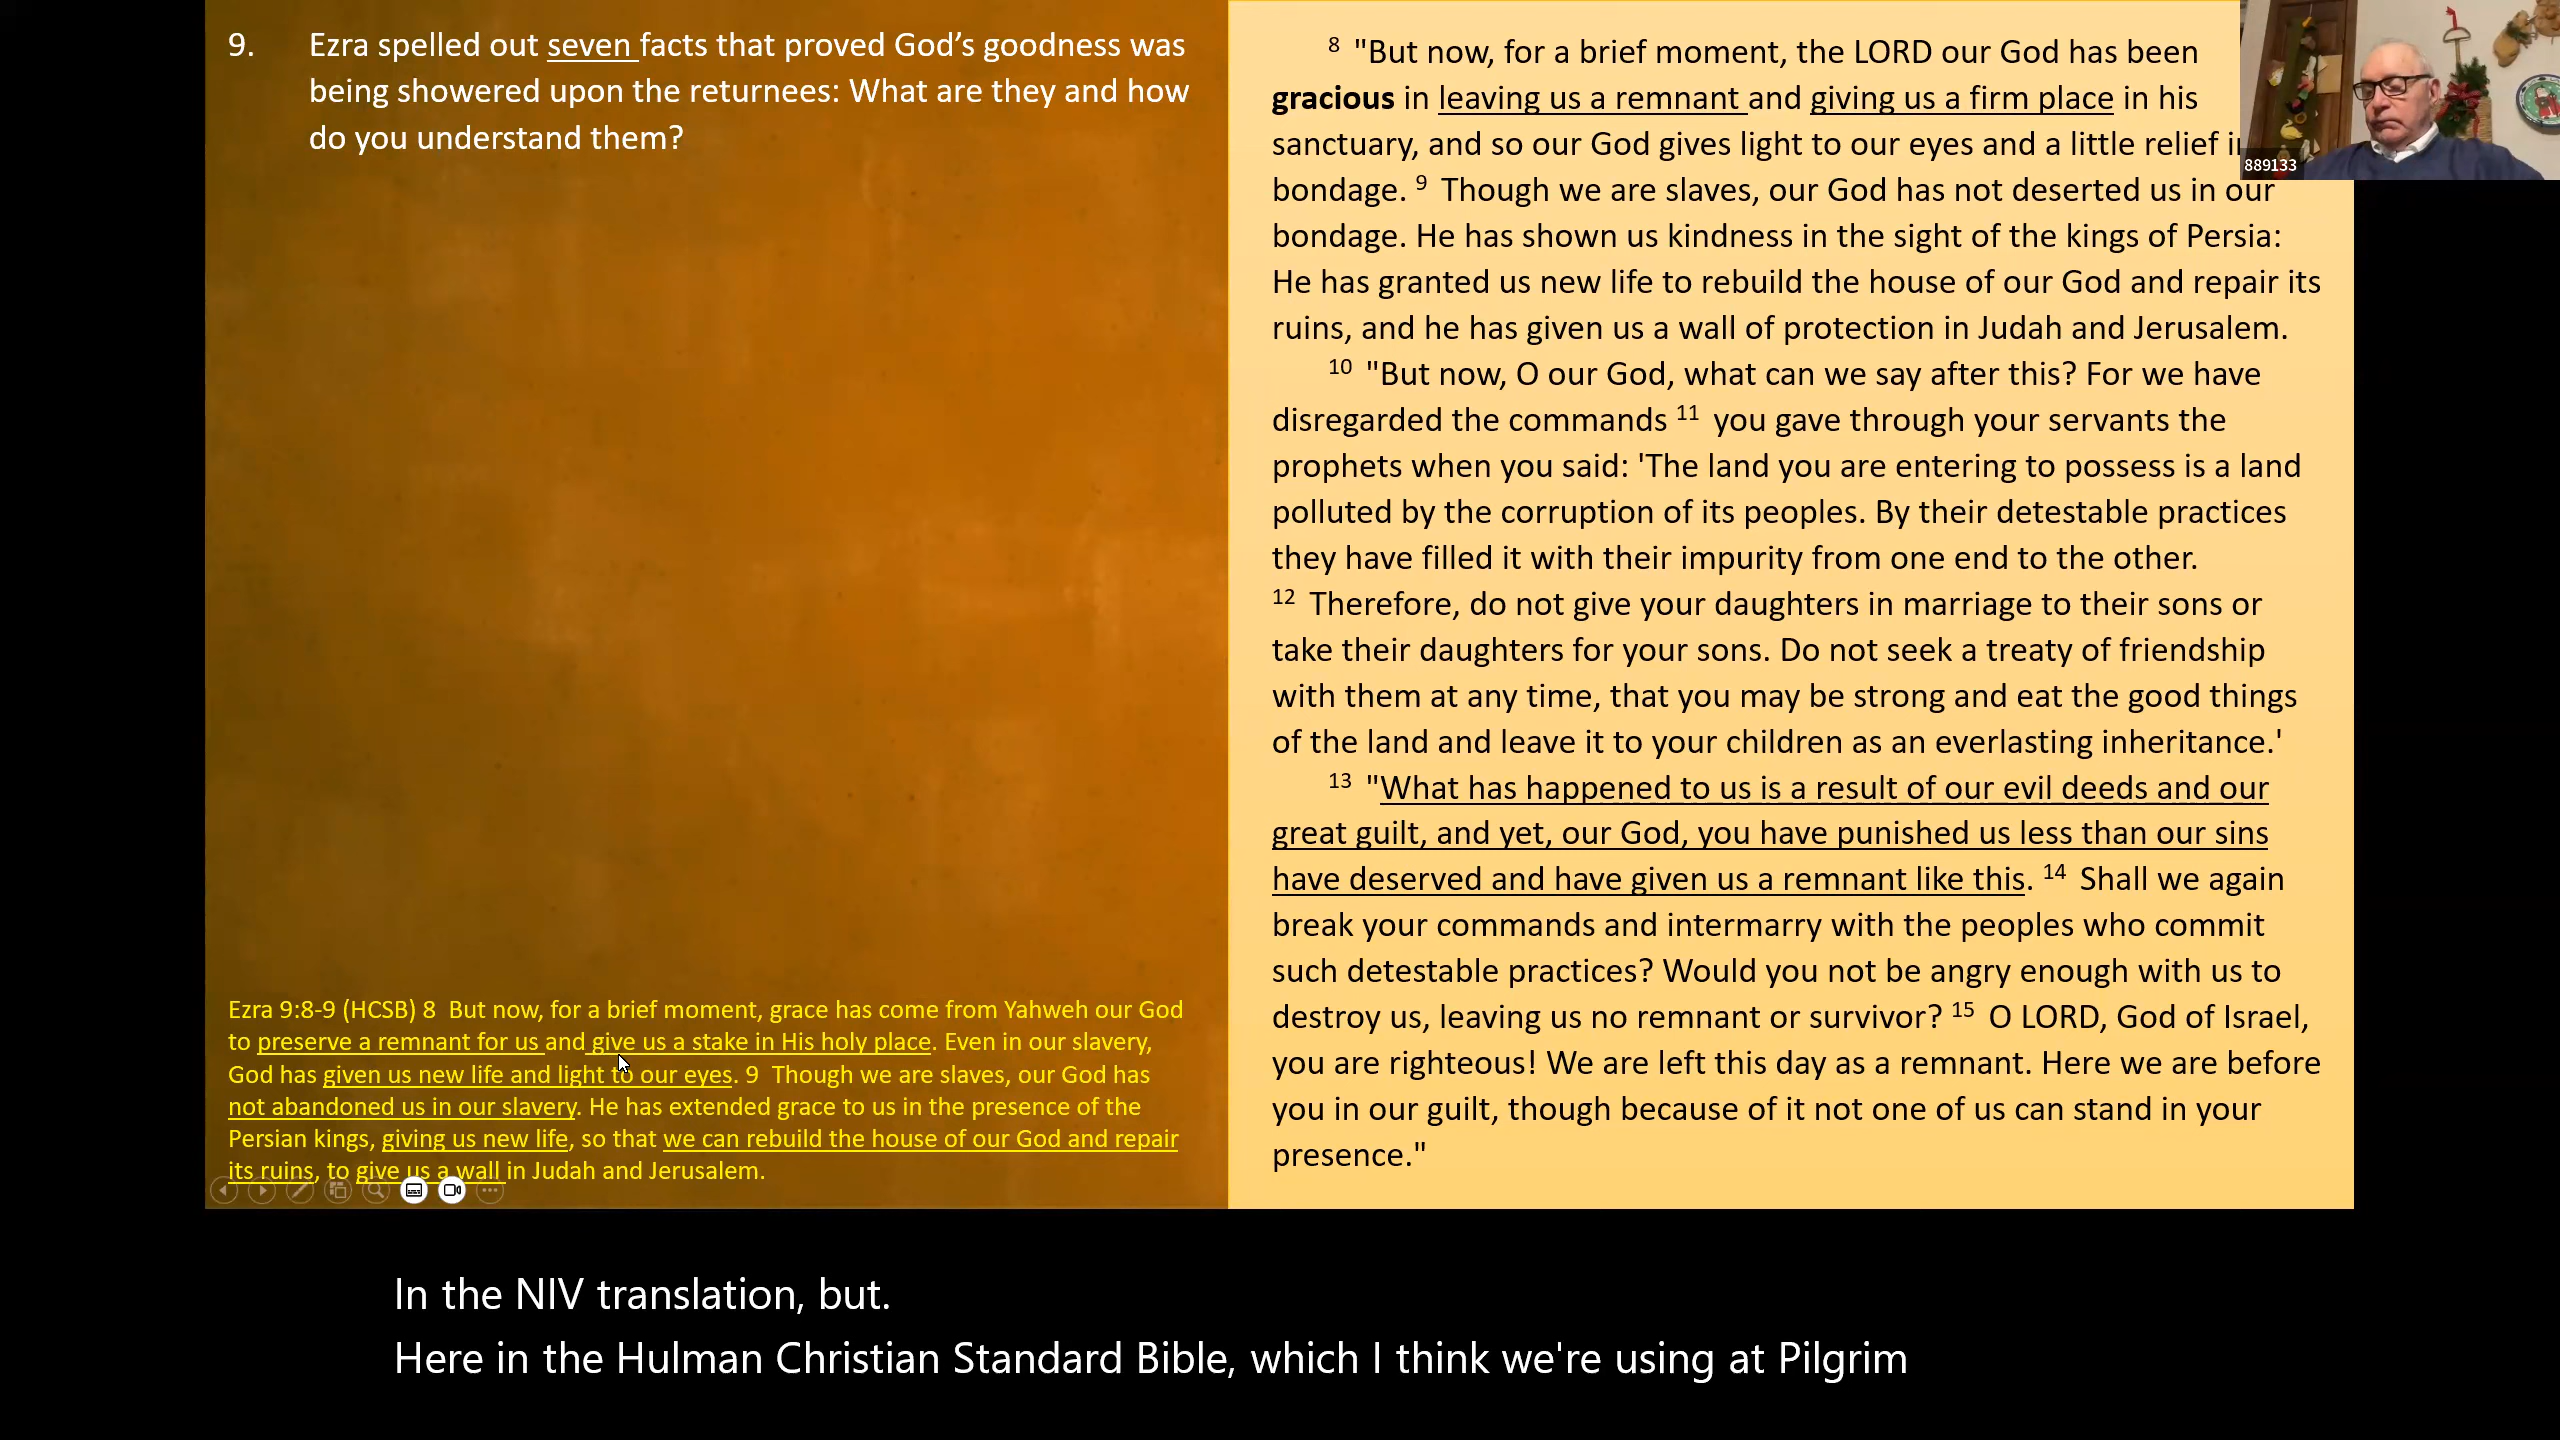 9. Ezra spelled out seven facts that proved God’s goodness was
being showered upon the returnees: What are they and how
do you understand them?
Ezra 9:8-9 (HCSB) 8 But now, for a brief moment, grace has come from Yahweh our God
to preserve a remnant for us and give us a stake in His holy place. Even in our slavery,
God has given us new life and light to our eyes. 9 Though we are slaves, our God has
not abandoned us in our slavery. He has extended grace to us in the presence of the
Persian kings, giving us new life, so that we can rebuild the house of our God and repair
its ruins, to give us a wall in Judah and Jerusalem.
8 "But now, for a brief moment, the LORD our God has been
gracious in leaving us a remnant and giving us a firm place in his
sanctuary, and so our God gives light to our eyes and a little relief in
bondage. 9 Though we are slaves, our God has not deserted us in our
bondage. He has shown us kindness in the sight of the kings of Persia:
He has granted us new life to rebuild the house of our God and repair its
ruins, and he has given us a wall of protection in Judah and Jerusalem.
10 "But now, O our God, what can we say after this? For we have
disregarded the commands 11 you gave through your servants the
prophets when you said: 'The land you are entering to possess is a land
polluted by the corruption of its peoples. By their detestable practices
they have filled it with their impurity from one end to the other.
12 Therefore, do not give your daughters in marriage to their sons or
take their daughters for your sons. Do not seek a treaty of friendship
with them at any time, that you may be strong and eat the good things
of the land and leave it to your children as an everlasting inheritance.'
13 "What has happened to us is a result of our evil deeds and our
great guilt, and yet, our God, you have punished us less than our sins
have deserved and have given us a remnant like this. 14 Shall we again
break your commands and intermarry with the peoples who commit
such detestable practices? Would you not be angry enough with us to
destroy us, leaving us no remnant or survivor? 15 O LORD, God of Israel,
you are righteous! We are left this day as a remnant. Here we are before
you in our guilt, though because of it not one of us can stand in your
presence."
889133
In the NIV translation, but.
Here in the Hulman Christian Standard Bible, which I think we're using at Pilgrim